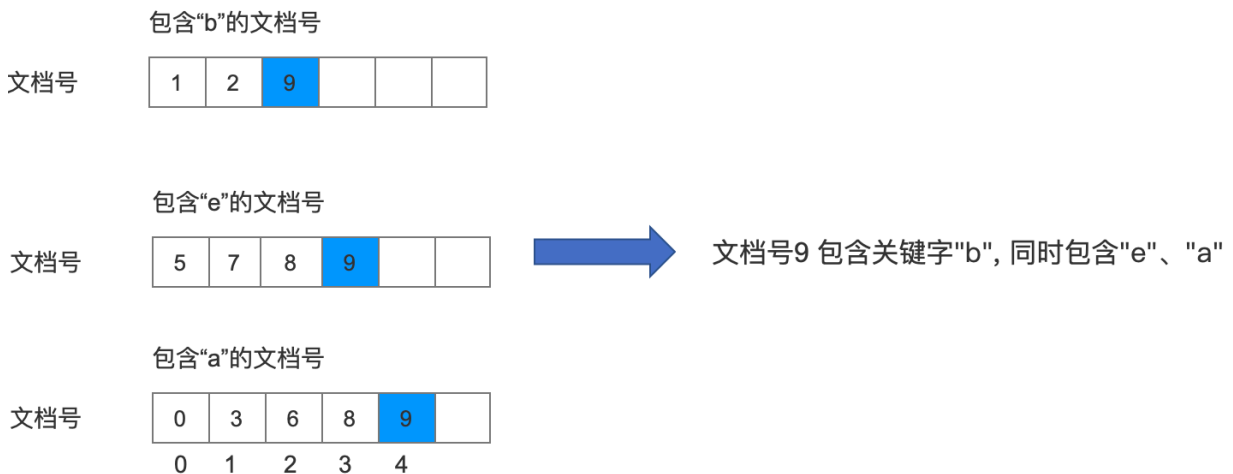 包含“b”的文档号
文档号 1 2 9
包含“e”的文档号
文档号 5 7 8 9
文档号9 包含关键字"b", 同时包含"e"、"a"
包含“a”的文档号
文档号 0 3 6 8 9
0 1 2 3 4